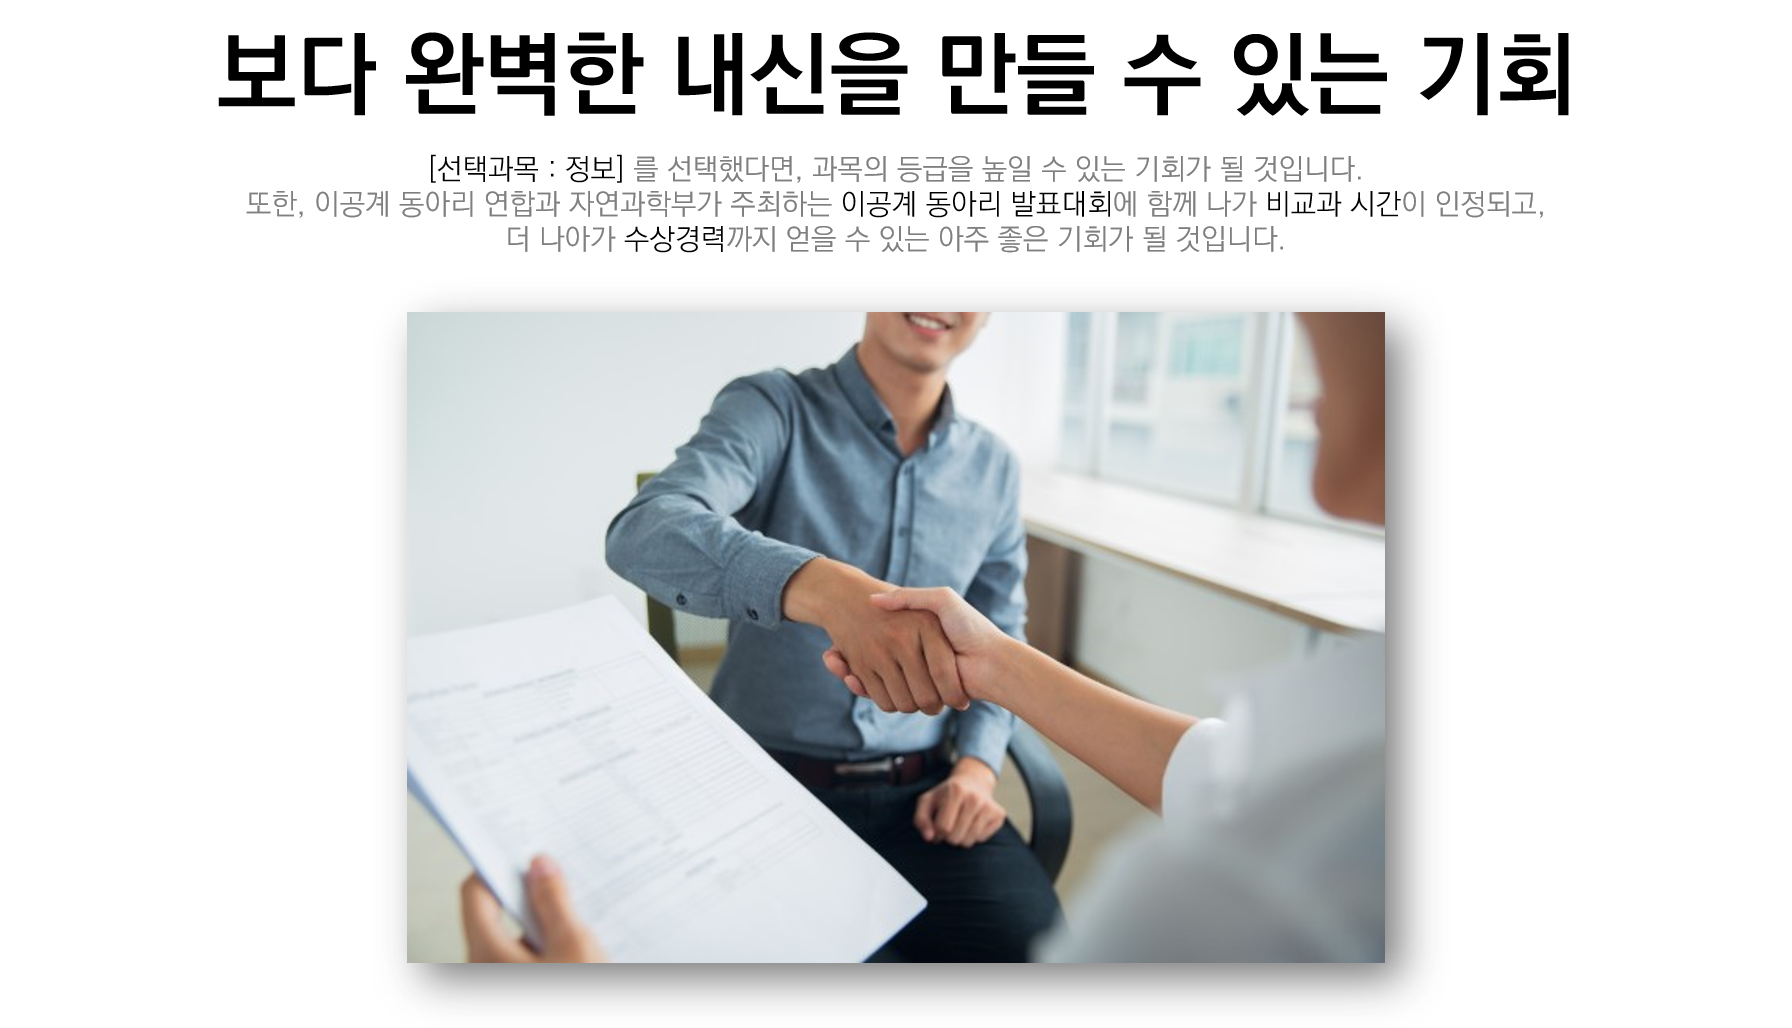 보다 완벽한 내신을 만들 수 있는 기회
[선택과목 : 정보] 를 선택했다면, 과목의 등급을 높일 수 있는 기회가 될 것입니다.
또한, 이공계 동아리 연합과 자연과학부가 주최하는 이공계 동아리 발표대회에 함께 나가 비교과 시간이 인정되고,
더 나아가 수상경력까지 얻을 수 있는 아주 좋은 기회가 될 것입니다.